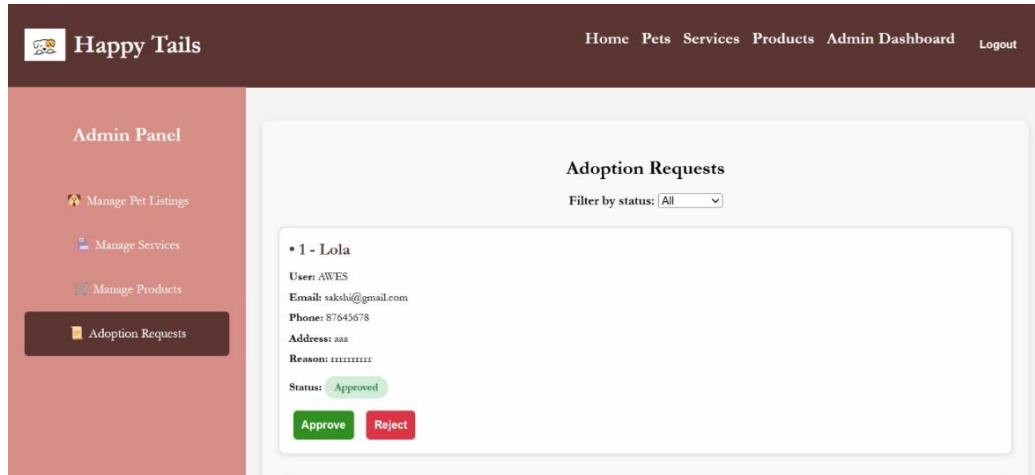 Happy Tails
Home Pets Services Products Admin Dashboard Logout
Admin Panel
Manage Pet Listings
Manage Services
Manage Products
Adoption Requests
Adoption Requests
Filter by status: All
• 1 - Lola
User: AWES
Email: sakshi@gmail.com
Phone: 87645678
Address: aaa
Reason: rrrrrrrrrr
Status: Approved
Approve Reject